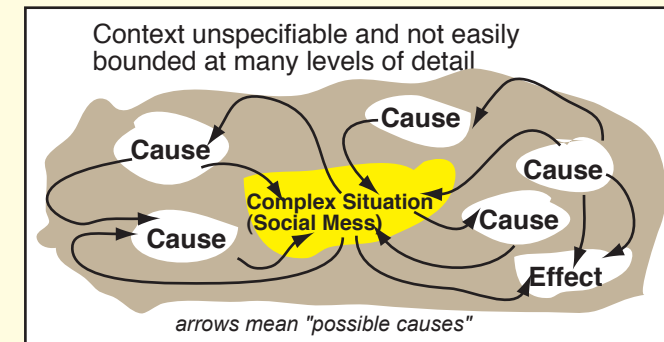 Context unspecifiable and not easily
bounded at many levels of detail
Cause
Cause
Cause
Complex Situation
(Social Mess)
Cause
Cause
Effect
arrows mean "possible causes"